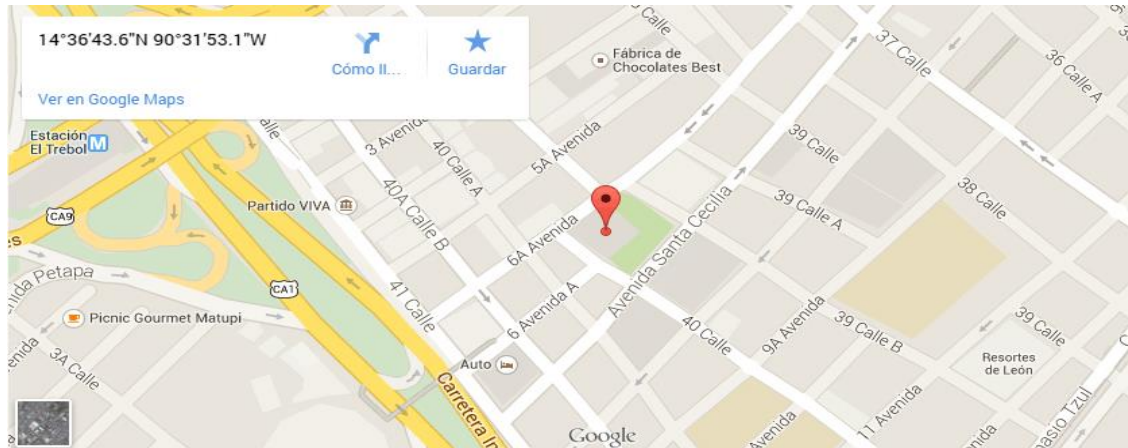 14°36'43.6"N 90°31'53.1"W
Cómo ll...
Guardar
Ver en Google Maps
Fábrica de
Chocolates Best
37 Calle
36 Calle A
Estación
El Trebol
M
3 Avenida
40 Calle A
5A Avenida
39 Calle
39 Calle A
38 Calle
Partido VIVA
40A Calle B
CA9
6A Avenida
Avenida Santa Cecilia
Petapa
CA1
41 Calle
Picnic Gourmet Matupi
6 Avenida A
40 Calle
9A Avenida
39 Calle B
39 Calle
3A Calle
Auto
Resortes
de León
Carretera In
11 Avenida
Google